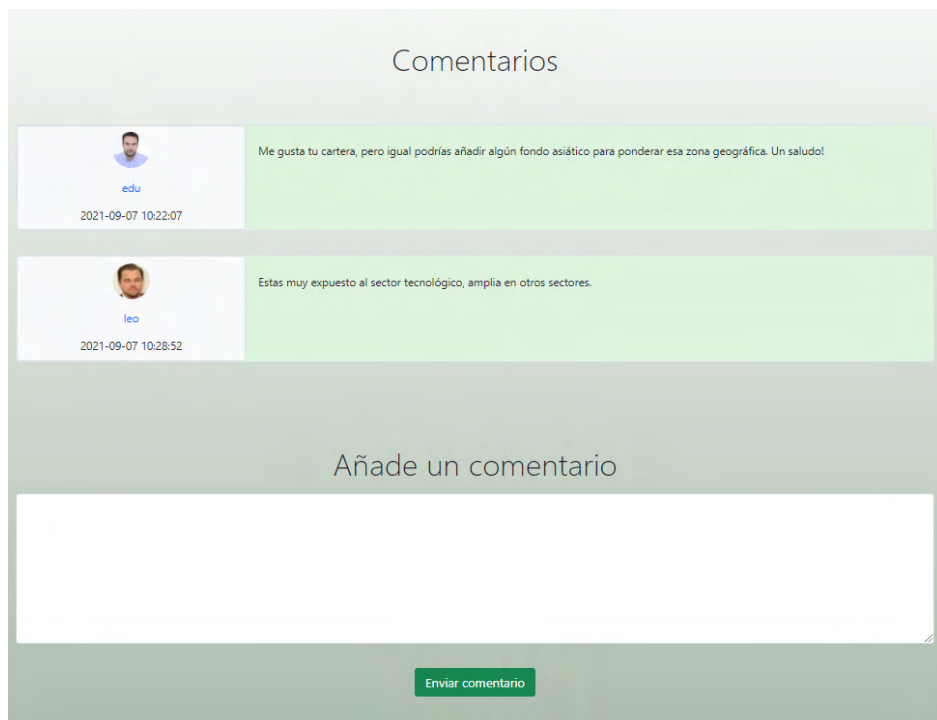 Comentarios
Me gusta tu cartera, pero igual podrías añadir algún fondo asiático para ponderar esa zona geográfica. Un saludo!
edu
2021-09-07 10:22:07
Estas muy expuesto al sector tecnológico, amplia en otros sectores.
leo
2021-09-07 10:28:52
Añade un comentario
Enviar comentario